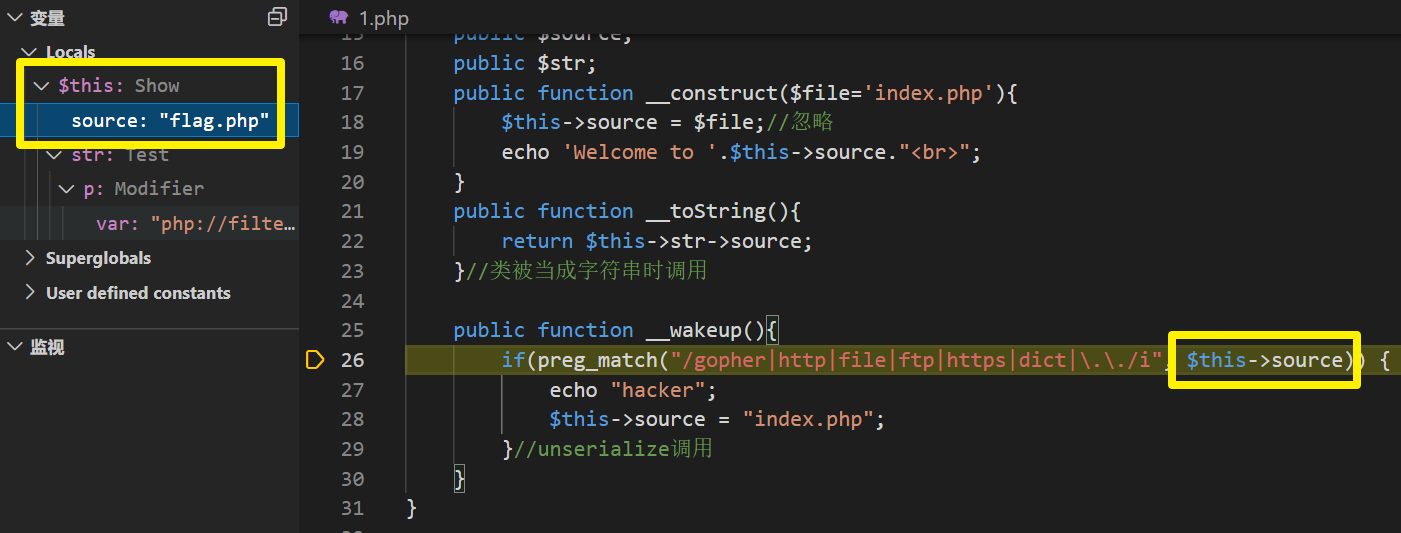 变量
Locals
$this: Show
source: "flag.php"
str: Test
p: Modifier
var: "php://filte…
Superglobals
User defined constants
监视
1.php
15 public $source;
16 public $str;
17 public function __construct($file='index.php'){
18 $this->source = $file;//忽略
19 echo 'Welcome to '.$this->source."<br>";
20 }
21 public function __toString(){
22 return $this->str->source;
23 }//类被当成字符串时调用
24
25 public function __wakeup(){
26 if(preg_match("/gopher|http|file|ftp|https|dict|\.\./i", $this->source)) {
27 echo "hacker";
28 $this->source = "index.php";
29 }//unserialize调用
30 }
31 }